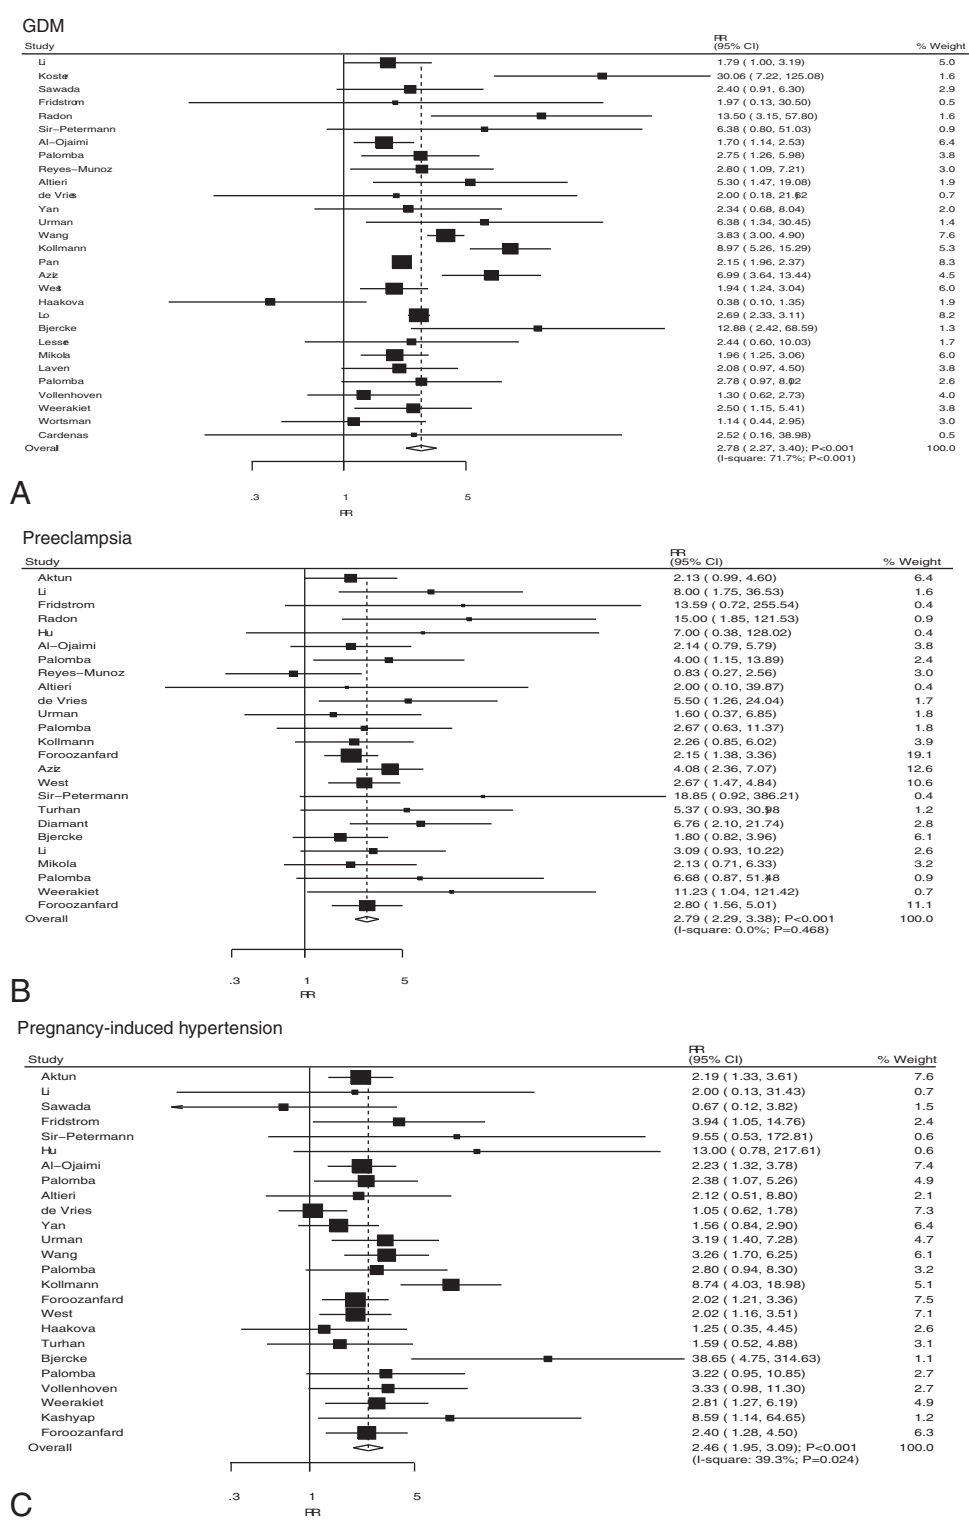 GDM
RR
Study (95% CI) % Weight
Li 1.79 ( 1.00, 3.19) 5.0
Koster 30.06 ( 7.22, 125.08) 1.6
Sawada 2.40 ( 0.91, 6.30) 2.9
Fridstrom 1.97 ( 0.13, 30.50) 0.5
Radon 13.50 ( 3.15, 57.80) 1.6
Sir-Petermann 6.38 ( 0.80, 51.03) 0.9
Al-Ojaimi 1.70 ( 1.14, 2.53) 6.4
Palomba 2.75 ( 1.26, 5.98) 3.8
Reyes-Munoz 2.80 ( 1.09, 7.21) 3.0
Altieri 5.30 ( 1.47, 19.08) 1.9
de Vries 2.00 ( 0.18, 21.62 0.7
Yan 2.34 ( 0.68, 8.04) 2.0
Urman 6.38 ( 1.34, 30.45) 1.4
Wang 3.83 ( 3.00, 4.90) 7.6
Kollmann 8.97 ( 5.26, 15.29) 5.3
Pan 2.15 ( 1.96, 2.37) 8.3
Aziz 6.99 ( 3.64, 13.44) 4.5
West 1.94 ( 1.24, 3.04) 6.0
Haakova 0.38 ( 0.10, 1.35) 1.9
Lo 2.69 ( 2.33, 3.11) 8.2
Bjercke 12.88 ( 2.42, 68.59) 1.3
Lesser 2.44 ( 0.60, 10.03) 1.7
Mikola 1.96 ( 1.25, 3.06) 6.0
Laven 2.08 ( 0.97, 4.50) 3.8
Palomba 2.78 ( 0.97, 8.02 2.6
Vollenhoven 1.30 ( 0.62, 2.73) 4.0
Weerakiet 2.50 ( 1.15, 5.41) 3.8
Wortsman 1.14 ( 0.44, 2.95) 3.0
Cardenas 2.52 ( 0.16, 38.98) 0.5
Overall 2.78 ( 2.27, 3.40); P<0.001 100.0
(I-square: 71.7%; P<0.001)
.3 1 5
RR
A
Preeclampsia
RR
Study (95% CI) % Weight
Aktun 2.13 ( 0.99, 4.60) 6.4
Li 8.00 ( 1.75, 36.53) 1.6
Fridstrom 13.59 ( 0.72, 255.54) 0.4
Radon 15.00 ( 1.85, 121.53) 0.9
Hu 7.00 ( 0.38, 128.02) 0.4
Al-Ojaimi 2.14 ( 0.79, 5.79) 3.8
Palomba 4.00 ( 1.15, 13.89) 2.4
Reyes-Munoz 0.83 ( 0.27, 2.56) 3.0
Altieri 2.00 ( 0.10, 39.87) 0.4
de Vries 5.50 ( 1.26, 24.04) 1.7
Urman 1.60 ( 0.37, 6.85) 1.8
Palomba 2.67 ( 0.63, 11.37) 1.8
Kollmann 2.26 ( 0.85, 6.02) 3.9
Foroozanfard 2.15 ( 1.38, 3.36) 19.1
Aziz 4.08 ( 2.36, 7.07) 12.6
West 2.67 ( 1.47, 4.84) 10.6
Sir-Petermann 18.85 ( 0.92, 386.21) 0.4
Turhan 5.37 ( 0.93, 30.98 1.2
Diamant 6.76 ( 2.10, 21.74) 2.8
Bjercke 1.80 ( 0.82, 3.96) 6.1
Li 3.09 ( 0.93, 10.22) 2.6
Mikola 2.13 ( 0.71, 6.33) 3.2
Palomba 6.68 ( 0.87, 51.48 0.9
Weerakiet 11.23 ( 1.04, 121.42) 0.7
Foroozanfard 2.80 ( 1.56, 5.01) 11.1
Overall 2.79 ( 2.29, 3.38); P<0.001 100.0
(I-square: 0.0%; P=0.468)
.3 1 5
RR
B
Pregnancy-induced hypertension
RR
Study (95% CI) % Weight
Aktun 2.19 ( 1.33, 3.61) 7.6
Li 2.00 ( 0.13, 31.43) 0.7
Sawada 0.67 ( 0.12, 3.82) 1.5
Fridstrom 3.94 ( 1.05, 14.76) 2.4
Sir-Petermann 9.55 ( 0.53, 172.81) 0.6
Hu 13.00 ( 0.78, 217.61) 0.6
Al-Ojaimi 2.23 ( 1.32, 3.78) 7.4
Palomba 2.38 ( 1.07, 5.26) 4.9
Altieri 2.12 ( 0.51, 8.80) 2.1
de Vries 1.05 ( 0.62, 1.78) 7.3
Yan 1.56 ( 0.84, 2.90) 6.4
Urman 3.19 ( 1.40, 7.28) 4.7
Wang 3.26 ( 1.70, 6.25) 6.1
Palomba 2.80 ( 0.94, 8.30) 3.2
Kollmann 8.74 ( 4.03, 18.98) 5.1
Foroozanfard 2.02 ( 1.21, 3.36) 7.5
West 2.02 ( 1.16, 3.51) 7.1
Haakova 1.25 ( 0.35, 4.45) 2.6
Turhan 1.59 ( 0.52, 4.88) 3.1
Bjercke 38.65 ( 4.75, 314.63) 1.1
Palomba 3.22 ( 0.95, 10.85) 2.7
Vollenhoven 3.33 ( 0.98, 11.30) 2.7
Weerakiet 2.81 ( 1.27, 6.19) 4.9
Kashyap 8.59 ( 1.14, 64.65) 1.2
Foroozanfard 2.40 ( 1.28, 4.50) 6.3
Overall 2.46 ( 1.95, 3.09); P<0.001 100.0
(I-square: 39.3%; P=0.024)
.3 1 5
RR
C